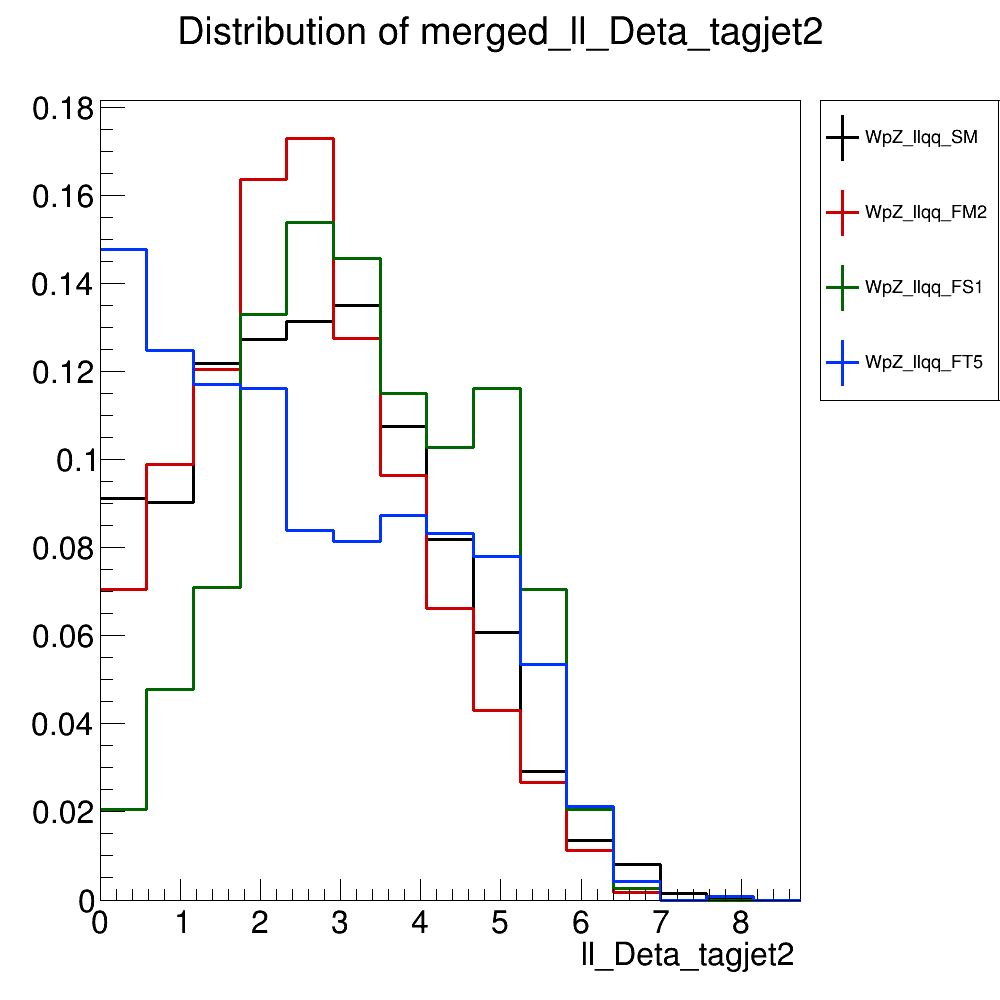 Distribution of merged_ll_Deta_tagjet2
0.18
0.16
0.14
0.12
0.1
0.08
0.06
0.04
0.02
0
0 1 2 3 4 5 6 7 8
ll_Deta_tagjet2
WpZ_llqq_SM
WpZ_llqq_FM2
WpZ_llqq_FS1
WpZ_llqq_FT5